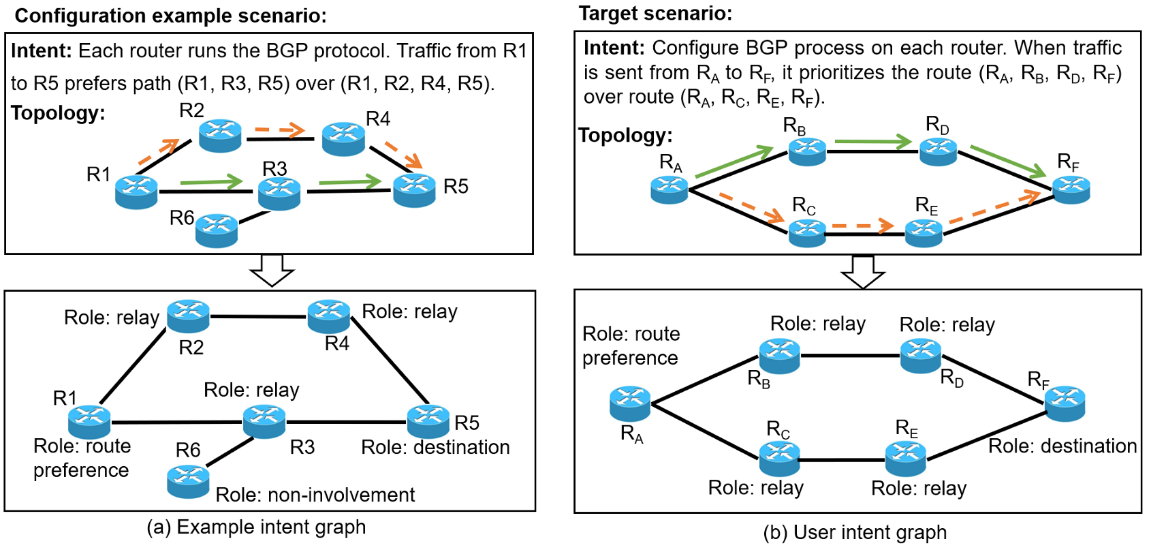 Configuration example scenario:
Intent: Each router runs the BGP protocol. Traffic from R1
to R5 prefers path (R1, R3, R5) over (R1, R2, R4, R5).
Topology:
R2
R4
R1
R3
R5
R6
Role: relay
Role: relay
R2
R4
Role: relay
R1
R5
Role: route
preference
R6
R3
Role: destination
Role: non-involvement
(a) Example intent graph
Target scenario:
Intent: Configure BGP process on each router. When traffic
is sent from RA to RF, it prioritizes the route (RA, RB, RD, RF)
over route (RA, RC, RE, RF).
Topology:
RB
RD
RA
RF
RC
RE
Role: relay
Role: relay
Role: route
preference
RB
RD
RF
RA
RC
RE
Role: destination
Role: relay
Role: relay
(b) User intent graph